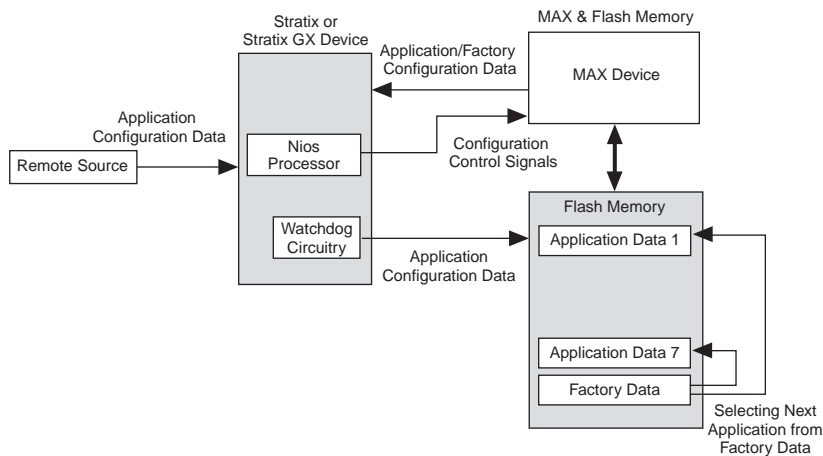 Stratix or
Stratix GX Device
MAX & Flash Memory
Application/Factory
Configuration Data
MAX Device
Application
Configuration Data
Remote Source
Nios
Processor
Configuration
Control Signals
Flash Memory
Watchdog
Circuitry
Application Data 1
Application
Configuration Data
Application Data 7
Factory Data
Selecting Next
Application from
Factory Data